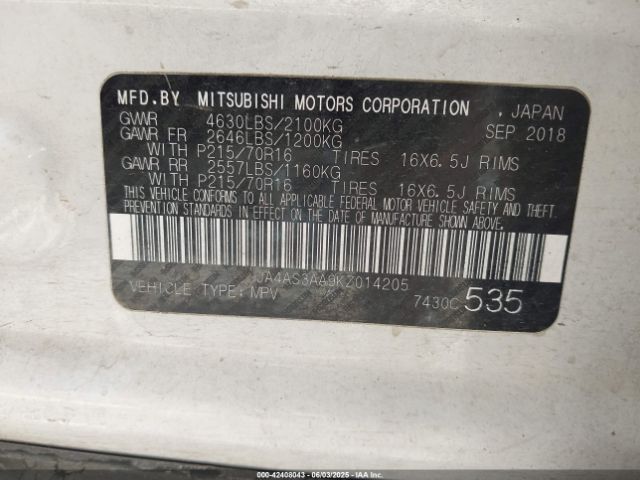 MFD.BY MITSUBISHI MOTORS CORPORATION , JAPAN
GVWR 4630LBS/2100KG SEP 2018
GAWR FR 2646LBS/1200KG
WITH P215/70R16 TIRES 16X6.5J RIMS
GAWR RR 2557LBS/1160KG
WITH P215/70R16 TIRES 16X6.5J RIMS
THIS VEHICLE CONFORMS TO ALL APPLICABLE FEDERAL MOTOR VEHICLE SAFETY AND THEFT
PREVENTION STANDARDS IN EFFECT ON THE DATE OF MANUFACTURE SHOWN ABOVE.
JA4AS3AA9KZ014205
VEHICLE TYPE: MPV 7430C 535
IAA - 42408043 - 06/03/2025 - IAAI.COM